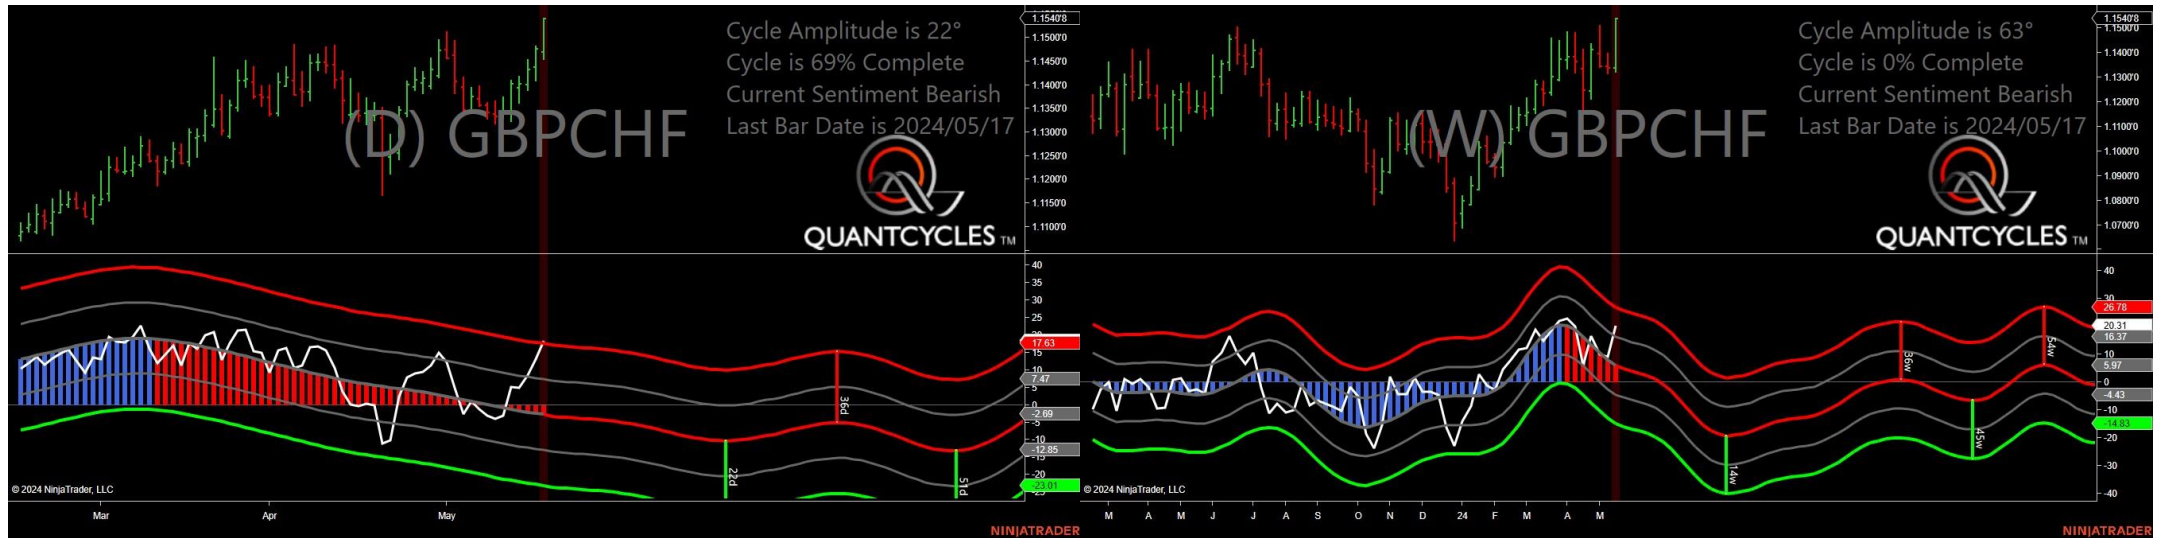 Cycle Amplitude is 22°
Cycle is 69% Complete
Current Sentiment Bearish
Last Bar Date is 2024/05/17
(D) GBPCHF
QUANTCYCLES TM
1.1540'8
1.1500'0
1.1450'0
1.1400'0
1.1350'0
1.1300'0
1.1250'0
1.1200'0
1.1150'0
1.1100'0
40
35
30
25
17.63
15
10
7.47
5
0
-2.69
-5
-10
-12.85
-20
-23.01
36d
22d
51d
© 2024 NinjaTrader, LLC
Mar Apr May
NINJATRADER
Cycle Amplitude is 63°
Cycle is 0% Complete
Current Sentiment Bearish
Last Bar Date is 2024/05/17
(W) GBPCHF
QUANTCYCLES TM
1.1540'8
1.1500'0
1.1400'0
1.1300'0
1.1200'0
1.1100'0
1.1000'0
1.0900'0
1.0800'0
1.0700'0
40
30
26.78
20.31
16.37
10
5.97
0
-4.43
-10
-14.83
-20
-30
-40
36w
54w
14w
45w
© 2024 NinjaTrader, LLC
M A M J J A S O N D 24 F M A M
NINJATRADER